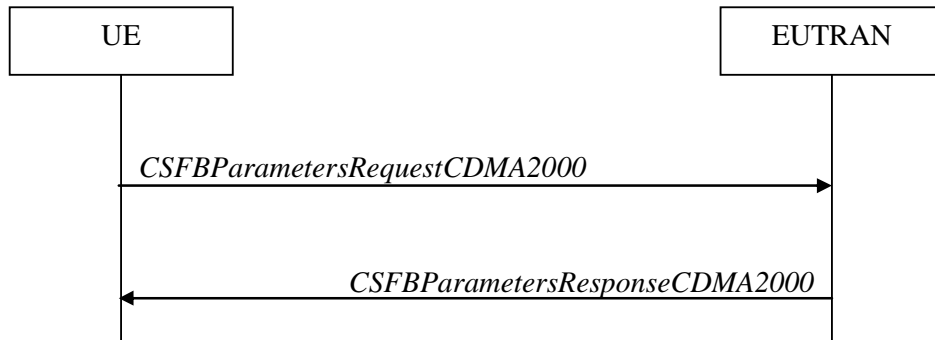 UE
EUTRAN
CSFBParametersRequestCDMA2000
CSFBParametersResponseCDMA2000